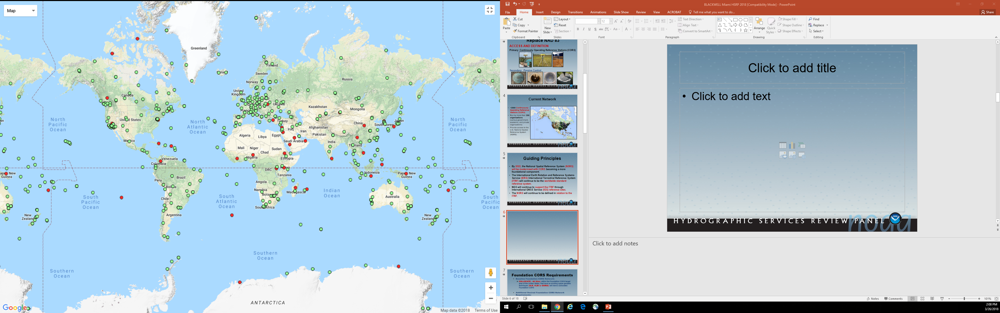 Map
Greenland
Iceland
Finland
Sweden
Norway
Russia
United
Kingdom
Canada
Ukraine
Kazakhstan
Mongolia
North
Pacific
Ocean
United States
North
Atlantic
Ocean
Turkey
China
South Korea
Japan
North
Pacific
Ocean
Afghanistan
Iraq
Iran
Pakistan
Algeria
Libya
Egypt
Saudi Arabia
Mexico
India
Thailand
Mali
Niger
Chad
Sudan
Nigeria
Ethiopia
Venezuela
Colombia
DRC
Kenya
Tanzania
Indonesia
Papua New
Guinea
Peru
Brazil
Angola
Bolivia
Namibia
Botswana
Madagascar
Indian
Ocean
Australia
South
Pacific
Ocean
South
Atlantic
Ocean
South
Pacific
Ocean
Chile
South Africa
Argentina
New
Zealand
New
Zealand
Southern
Ocean
Southern
Ocean
Southern
Ocean
ANTARCTICA
Google
Map data ©2018 Terms of Use
BLACKWELL Miami HSRP 2018 [Compatibility Mode] - PowerPoint
File Home Insert Design Transitions Animations Slide Show Review View ACROBAT Tell me what you want to do... Share
Paste Cut
Copy
Format Painter
Clipboard
New
Slide
Layout
Reset
Section
Slides
12
Font
Text Direction
Align Text
Convert to SmartArt
Paragraph
Arrange
Quick
Styles
Shape Fill
Shape Outline
Shape Effects
Drawing
Find
Replace
Select
Editing
Replace NAD 83
ACCESS AND DEFINITION
Primary: Continously Operating Reference Stations (CORS)
Secondary: Passive Control
HYDROGRAPHIC SERVICES REVIEW PANEL
4
Current Network
• ~2000 Continuously
Operating Reference
Stations (CORS)
• Run by more than 200
organizations
(various government,
academic, and private
organizations)
• Provide access to the
U.S. National Spatial
Reference System
(NSRS)
HYDROGRAPHIC SERVICES REVIEW PANEL
5
Guiding Principles
• By 2022, the National Spatial Reference System (NSRS)
will be modernized with CORS becoming a more
foundational component.
• The International Earth Rotation and Reference Systems
Service (IERS) International Terrestrial Reference System
(ITRF) will continue to be the worldwide standard
reference system.
• NGS will continue to support the ITRF through
International GNSS Service (IGS) reference sites.
• The NSRS will continue to be defined in relation to the
ITRF.
HYDROGRAPHIC SERVICES REVIEW PANEL
6
HYDROGRAPHIC SERVICES REVIEW PANEL
7
Foundation CORS Requirements
• Baseline Foundation CORS Network:
COLLOCATE - All Sites within the Foundation CORS target
area of the United States, that have an existing space geodetic
techniques (SLR, VLBI or DORIS) will have a collocated
Foundation CORS
• Additional Desired Foundation CORS Network
Requirements:
Click to add title
• Click to add text
HYDROGRAPHIC SERVICES REVIEW PANEL
noaa
Click to add notes
Slide 6 of 18
Notes Comments 101%
2:08 PM
3/26/2018